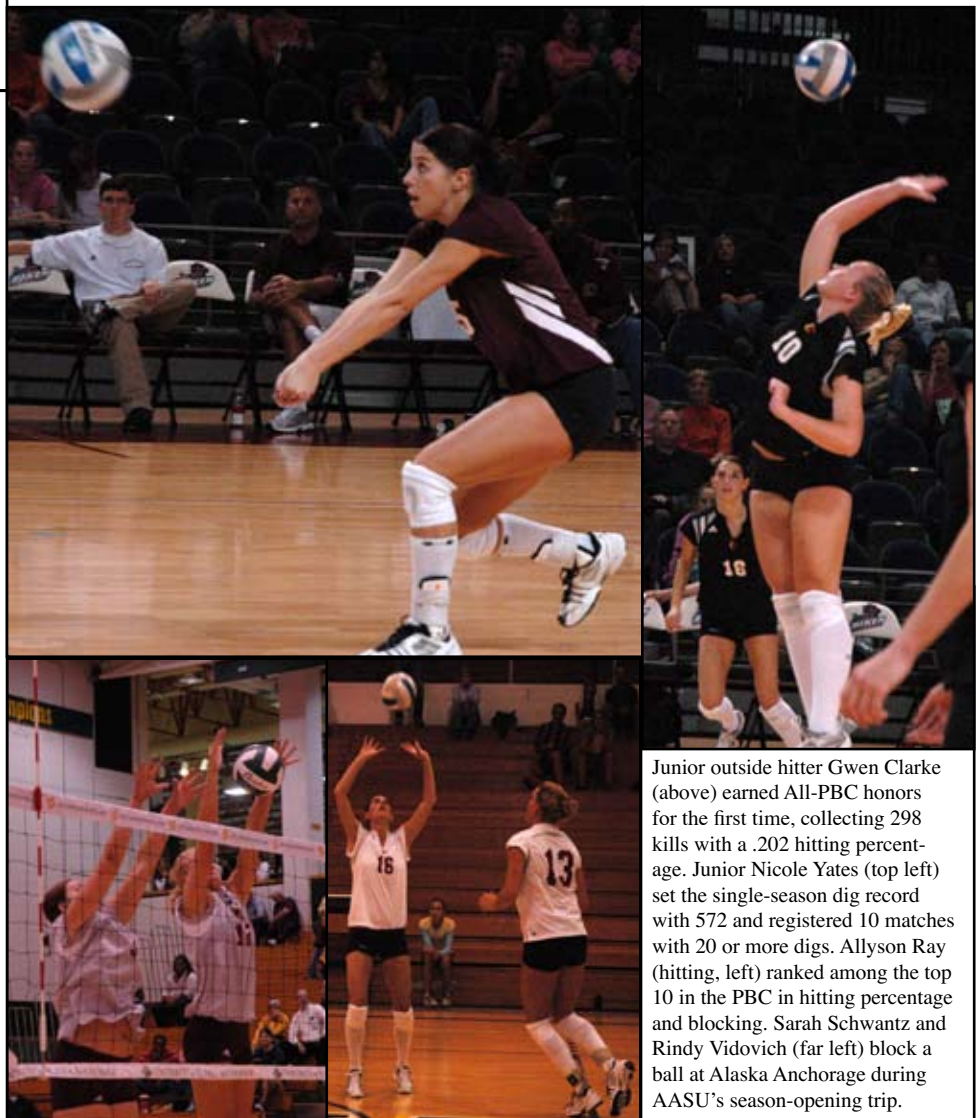 10
16
mpions
12
16
13
Junior outside hitter Gwen Clarke
(above) earned All-PBC honors
for the first time, collecting 298
kills with a .202 hitting percent-
age. Junior Nicole Yates (top left)
set the single-season dig record
with 572 and registered 10 matches
with 20 or more digs. Allyson Ray
(hitting, left) ranked among the top
10 in the PBC in hitting percentage
and blocking. Sarah Schwantz and
Rindy Vidovich (far left) block a
ball at Alaska Anchorage during
AASU's season-opening trip.